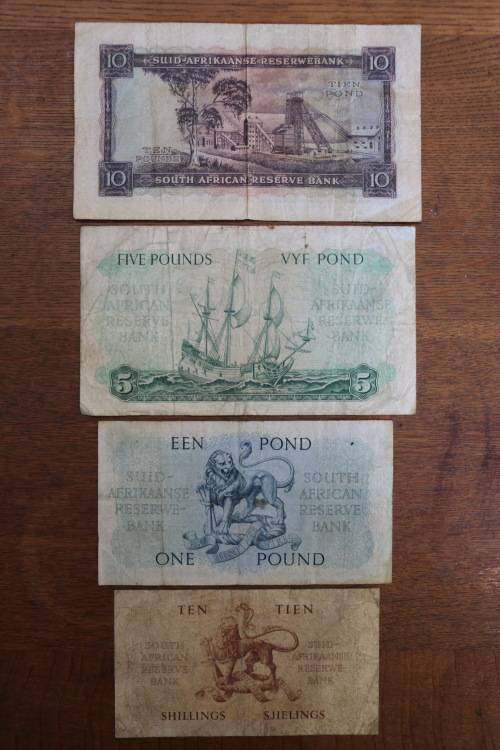 10 SUID-AFRIKAANSE RESERWEBANK 10
TIEN
POND
TEN
POUNDS
10 SOUTH AFRICAN RESERVE BANK 10
FIVE POUNDS VYF POND
SOUTH
AFRICAN
RESERVE
BANK
SUID-
AFRIKAANSE
RESERWE-
BANK
5 5
EEN POND
SUID-
AFRIKAANSE
RESERWE-
BANK
SOUTH
AFRICAN
RESERVE
BANK
ONE POUND
TEN TIEN
SOUTH
AFRICAN
RESERVE
BANK
SUID-
AFRIKAANSE
RESERWE-
BANK
SHILLINGS SJIELINGS